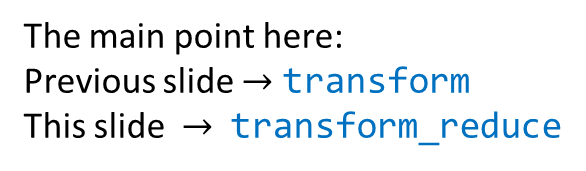 The main point here:
Previous slide → transform
This slide → transform_reduce